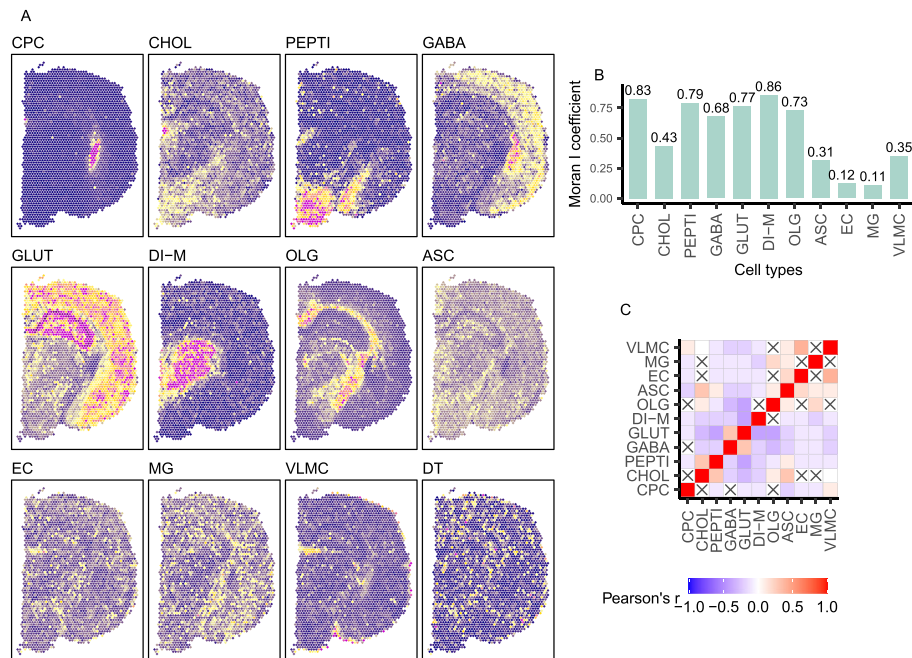 A
CPC CHOL PEPTI GABA
GLUT DI−M OLG ASC
EC MG VLMC DT
B
Moran I coefficient
0.75
0.50
0.25
0.00
0.83 0.43 0.79 0.68 0.77 0.86 0.73 0.31 0.12 0.11 0.35
CPC CHOL PEPTI GABA GLUT DI−M OLG ASC EC MG VLMC
Cell types
C
VLMC
MG
EC
ASC
OLG
DI−M
GLUT
GABA
PEPTI
CHOL
CPC
CPC CHOL PEPTI GABA GLUT DI−M OLG ASC EC MG VLMC
Pearson's r
−1.0 −0.5 0.0 0.5 1.0